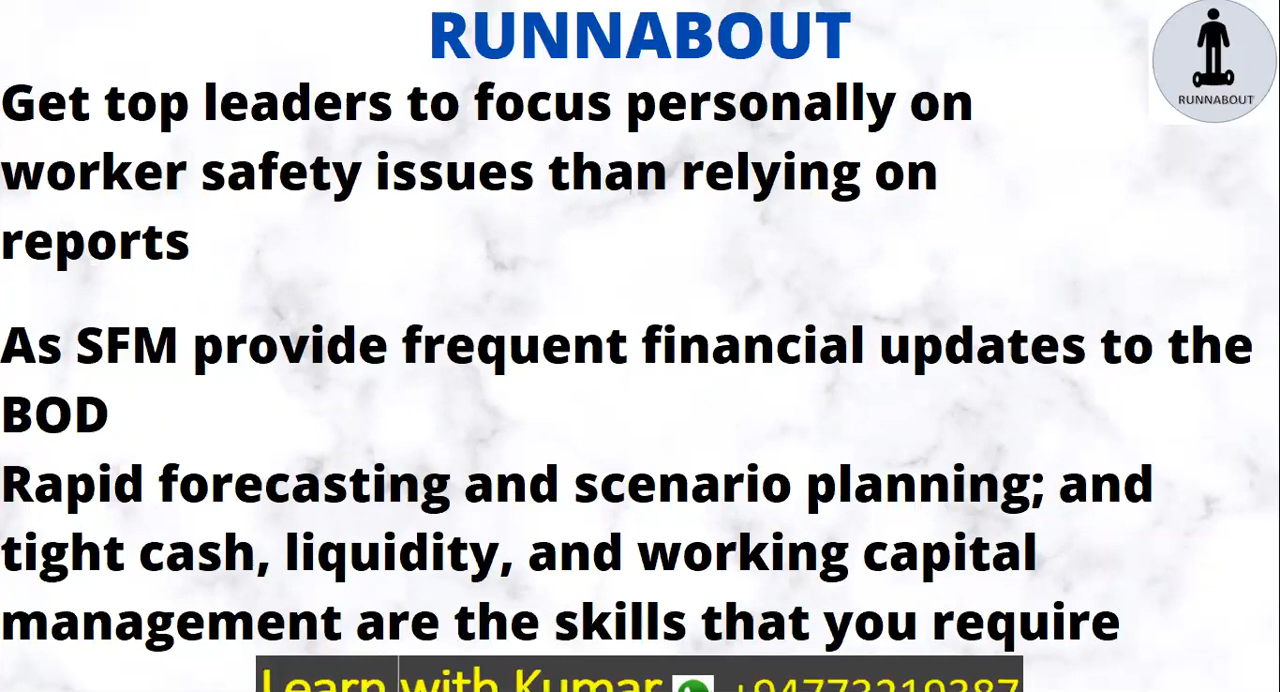 RUNNABOUT
Get top leaders to focus personally on
worker safety issues than relying on
reports
RUNNABOUT
As SFM provide frequent financial updates to the
BOD
Rapid forecasting and scenario planning; and
tight cash, liquidity, and working capital
management are the skills that you require
Learn with Kumar +94773219387